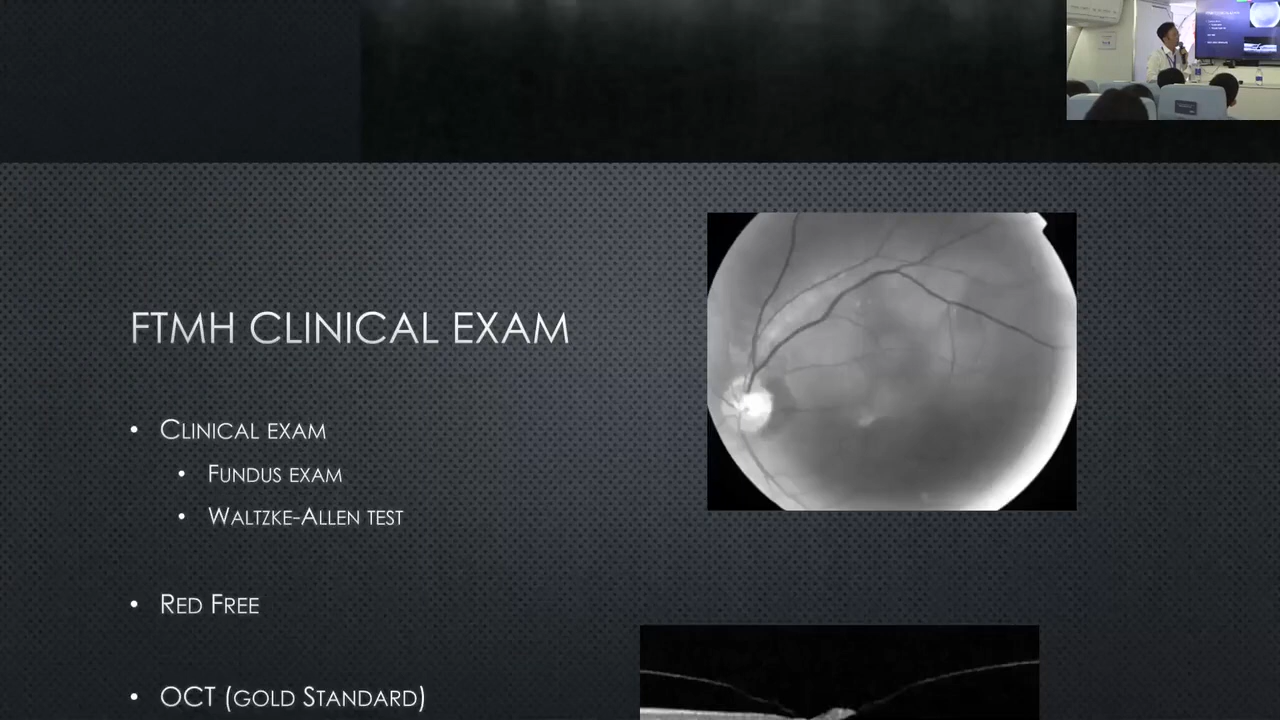 FTMH CLINICAL EXAM
• CLINICAL EXAM
• FUNDUS EXAM
• WALTZKE-ALLEN TEST
• RED FREE
• OCT (GOLD STANDARD)